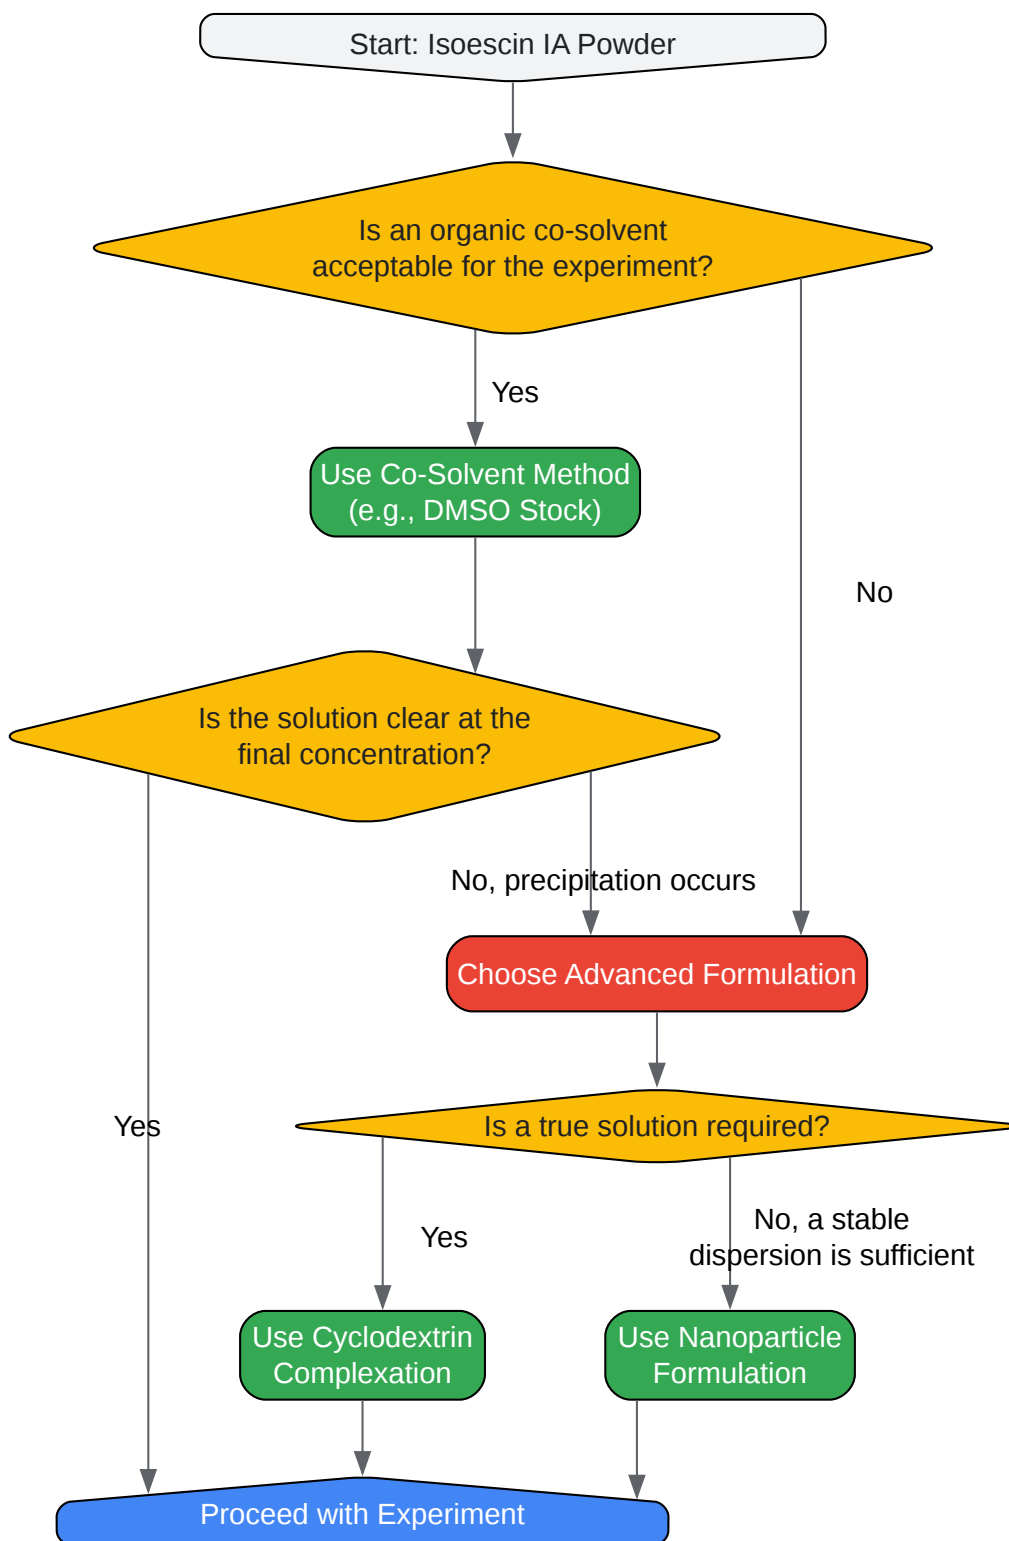 Start: Isoescin IA Powder
Is an organic co-solvent
acceptable for the experiment?
Yes
Use Co-Solvent Method
(e.g., DMSO Stock)
No
Is the solution clear at the
final concentration?
No, precipitation occurs
Choose Advanced Formulation
Yes
Is a true solution required?
Yes
No, a stable
dispersion is sufficient
Use Cyclodextrin
Complexation
Use Nanoparticle
Formulation
Proceed with Experiment